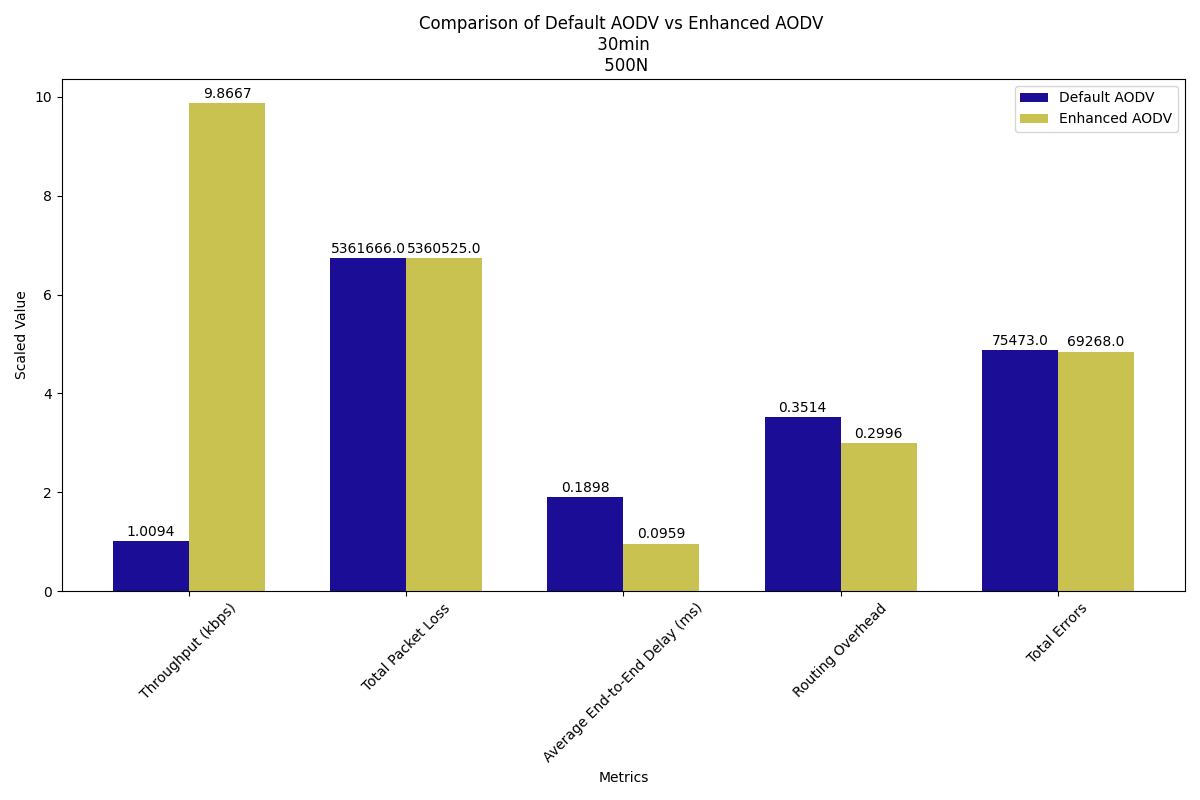 Comparison of Default AODV vs Enhanced AODV
30min
500N
Default AODV
Enhanced AODV
Scaled Value
10
8
6
4
2
0
1.0094
9.8667
5361666.0
5360525.0
0.1898
0.0959
0.3514
0.2996
75473.0
69268.0
Throughput (kbps)
Total Packet Loss
Average End-to-End Delay (ms)
Routing Overhead
Total Errors
Metrics